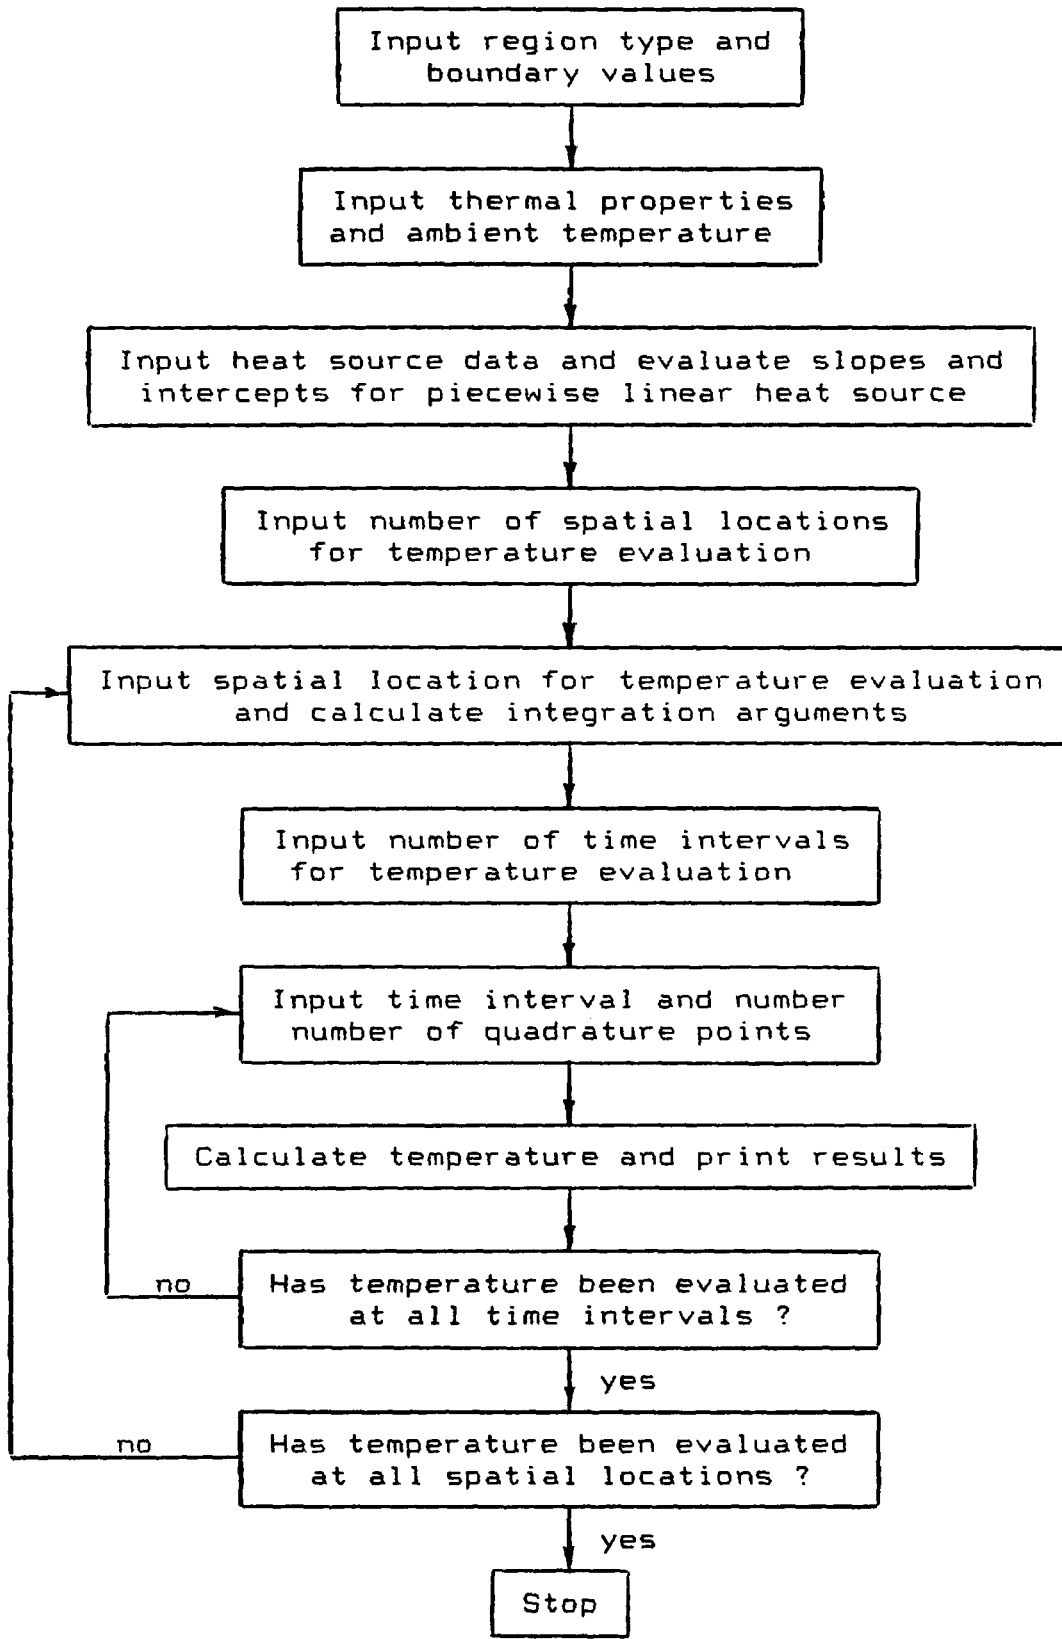 Input region type and
boundary values
Input thermal properties
and ambient temperature
Input heat source data and evaluate slopes and
intercepts for piecewise linear heat source
Input number of spatial locations
for temperature evaluation
Input spatial location for temperature evaluation
and calculate integration arguments
Input number of time intervals
for temperature evaluation
Input time interval and number
number of quadrature points
Calculate temperature and print results
no
Has temperature been evaluated
at all time intervals ?
yes
no
Has temperature been evaluated
at all spatial locations ?
yes
Stop